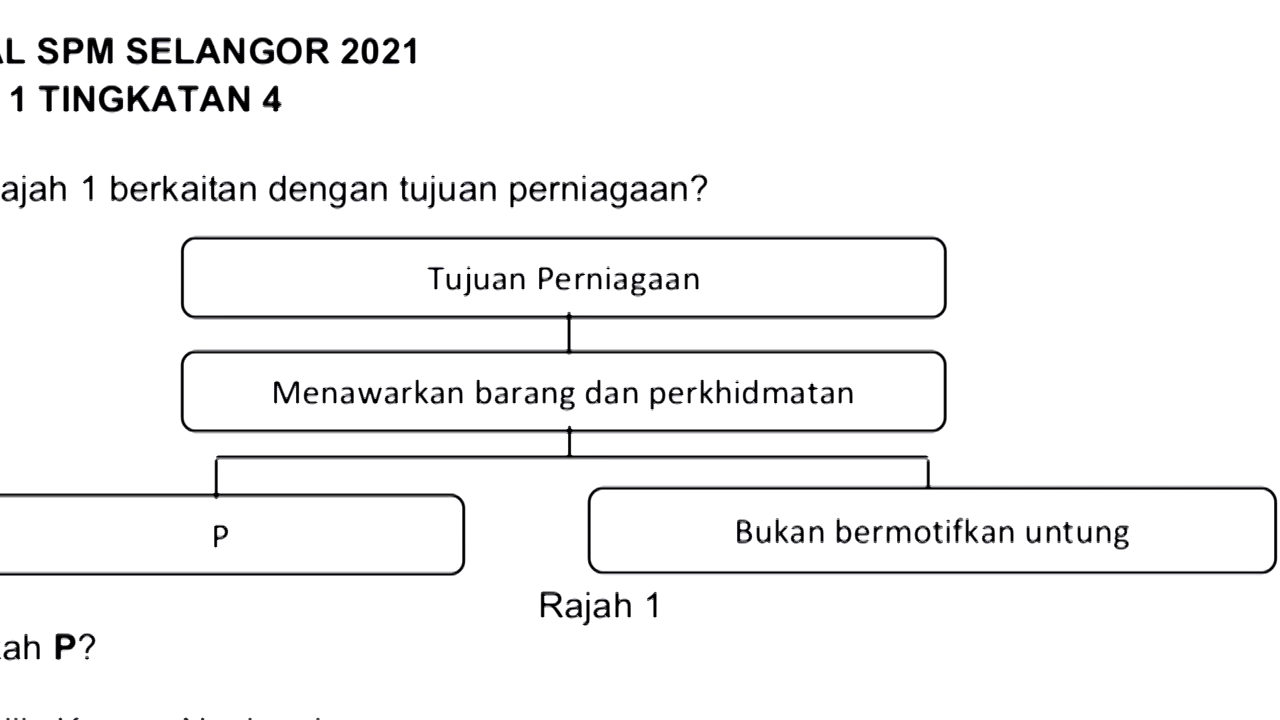 L SPM SELANGOR 2021
1 TINGKATAN 4
ajah 1 berkaitan dengan tujuan perniagaan?
Tujuan Perniagaan
Menawarkan barang dan perkhidmatan
P
Bukan bermotifkan untung
Rajah 1
ah P?